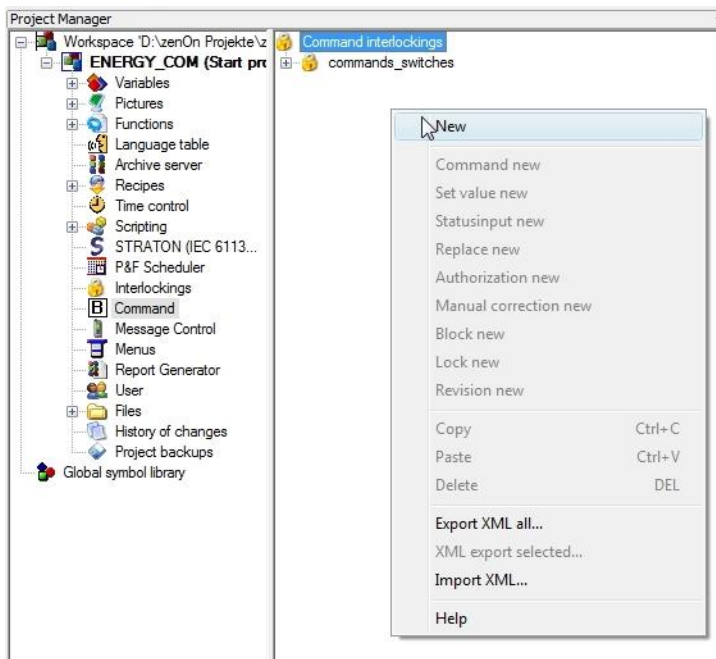 Project Manager
Workspace 'D:\zenOn Projekte\z
ENERGY_COM (Start pro
Variables
Pictures
Functions
Language table
Archive server
Recipes
Time control
Scripting
S STRATON (IEC 6113...
P&F Scheduler
Interlockings
B Command
Message Control
Menus
Report Generator
User
Files
History of changes
Project backups
Global symbol library
Command interlockings
commands_switches
New
Command new
Set value new
Statusinput new
Replace new
Authorization new
Manual correction new
Block new
Lock new
Revision new
Copy Ctrl+C
Paste Ctrl+V
Delete DEL
Export XML all...
XML export selected...
Import XML...
Help